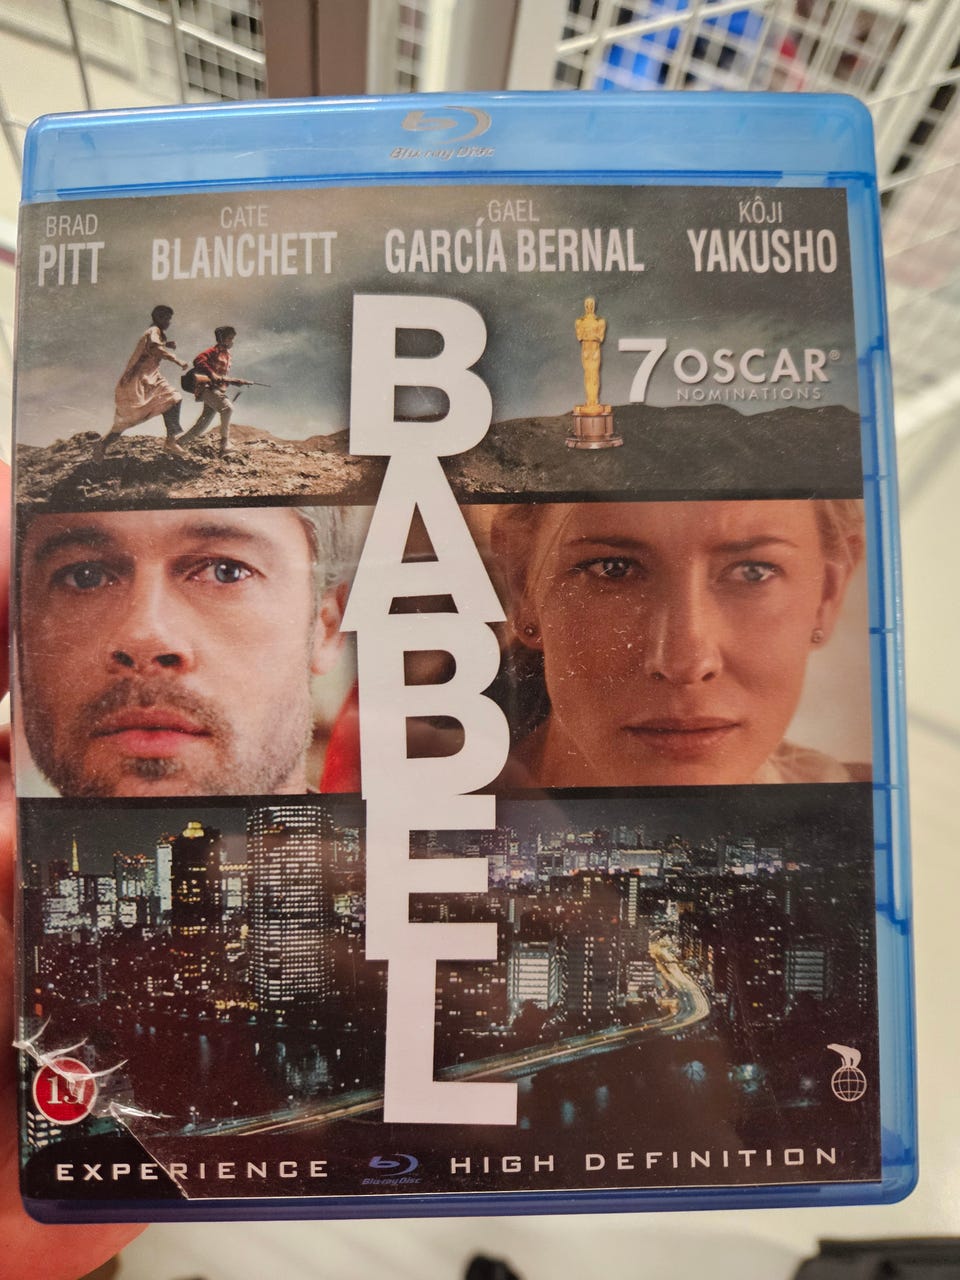 Blu-ray Disc
BRAD PITT
CATE BLANCHETT
GAEL GARCÍA BERNAL
KÔJI YAKUSHO
BABEL
7 OSCAR®
NOMINATIONS
EXPERIENCE Blu-ray Disc HIGH DEFINITION